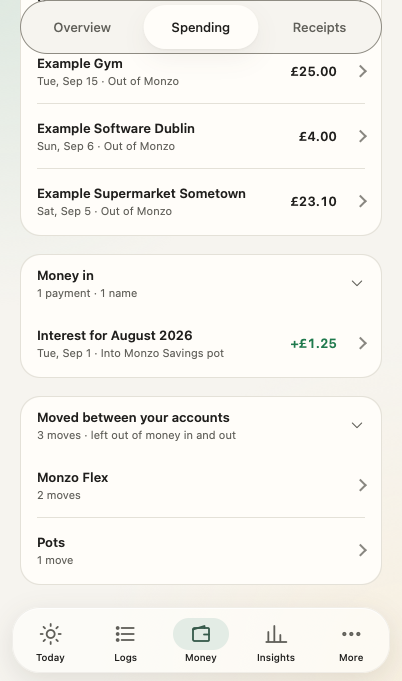 Overview
Spending
Receipts
Example Gym
£25.00
Tue, Sep 15 · Out of Monzo
Example Software Dublin
£4.00
Sun, Sep 6 · Out of Monzo
Example Supermarket Sometown
£23.10
Sat, Sep 5 · Out of Monzo
Money in
1 payment · 1 name
Interest for August 2026
+£1.25
Tue, Sep 1 · Into Monzo Savings pot
Moved between your accounts
3 moves · left out of money in and out
Monzo Flex
2 moves
Pots
1 move
Today
Logs
Money
Insights
More